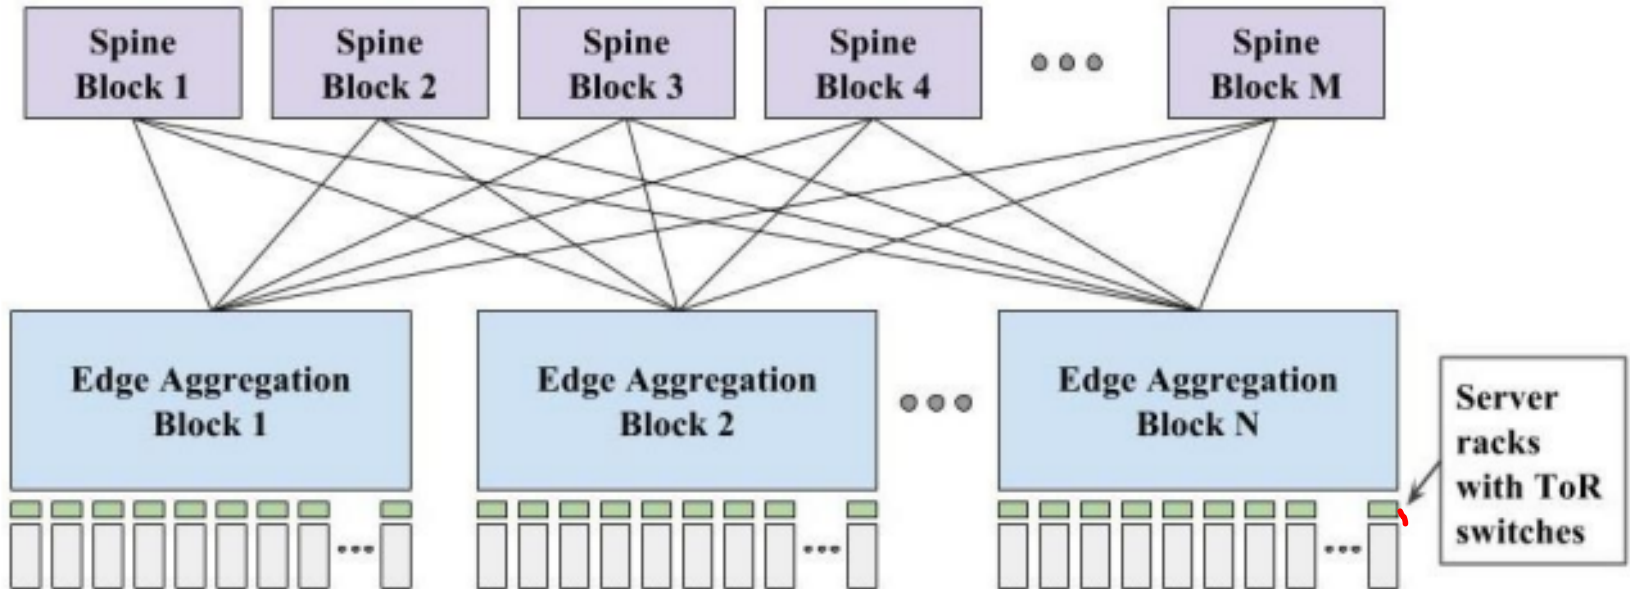 Spine
Block 1
Spine
Block 2
Spine
Block 3
Spine
Block 4
Spine
Block M
Edge Aggregation
Block 1
Edge Aggregation
Block 2
Edge Aggregation
Block N
Server
racks
with ToR
switches